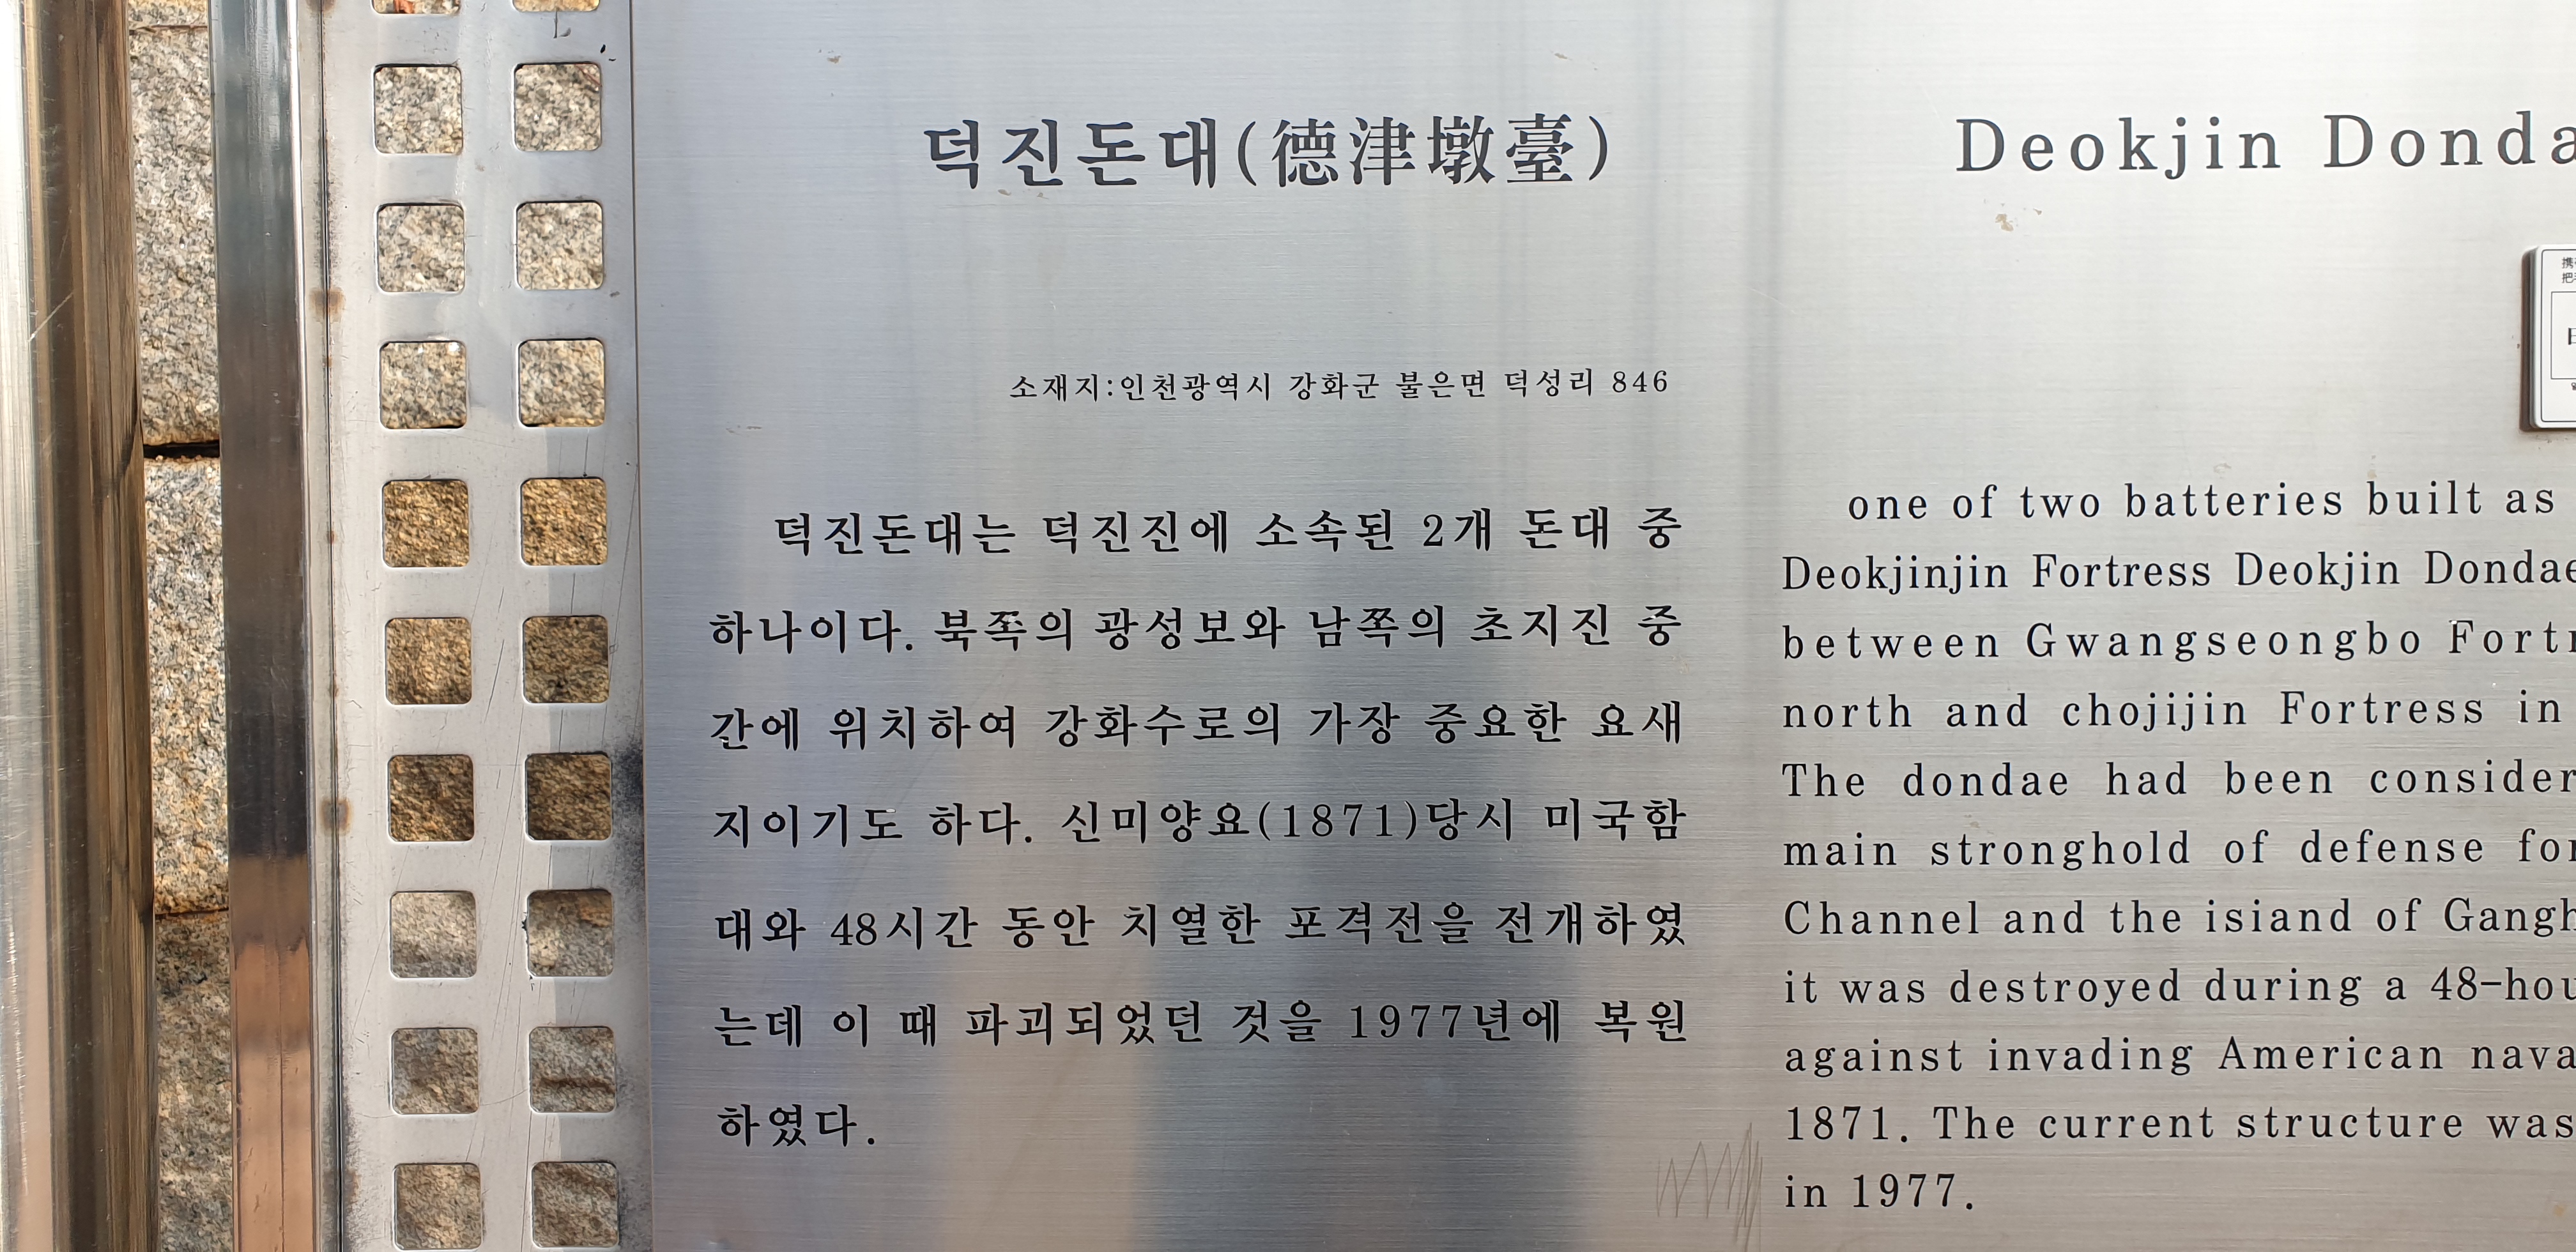 덕진돈대(德津墩臺)
소재지:인천광역시 강화군 불은면 덕성리 846
덕진돈대는 덕진진에 소속된 2개 돈대 중
하나이다. 북쪽의 광성보와 남쪽의 초지진 중
간에 위치하여 강화수로의 가장 중요한 요새
지이기도 하다. 신미양요(1871)당시 미국함
대와 48시간 동안 치열한 포격전을 전개하였
는데 이 때 파괴되었던 것을 1977년에 복원
하였다.
Deokjin Donda
one of two batteries built as
Deokjinjin Fortress Deokjin Dondae
between Gwangseongbo Fortr
north and chojijin Fortress in
The dondae had been consider
main stronghold of defense for
Channel and the isiand of Gangh
it was destroyed during a 48-hou
against invading American nava
1871. The current structure was
in 1977.